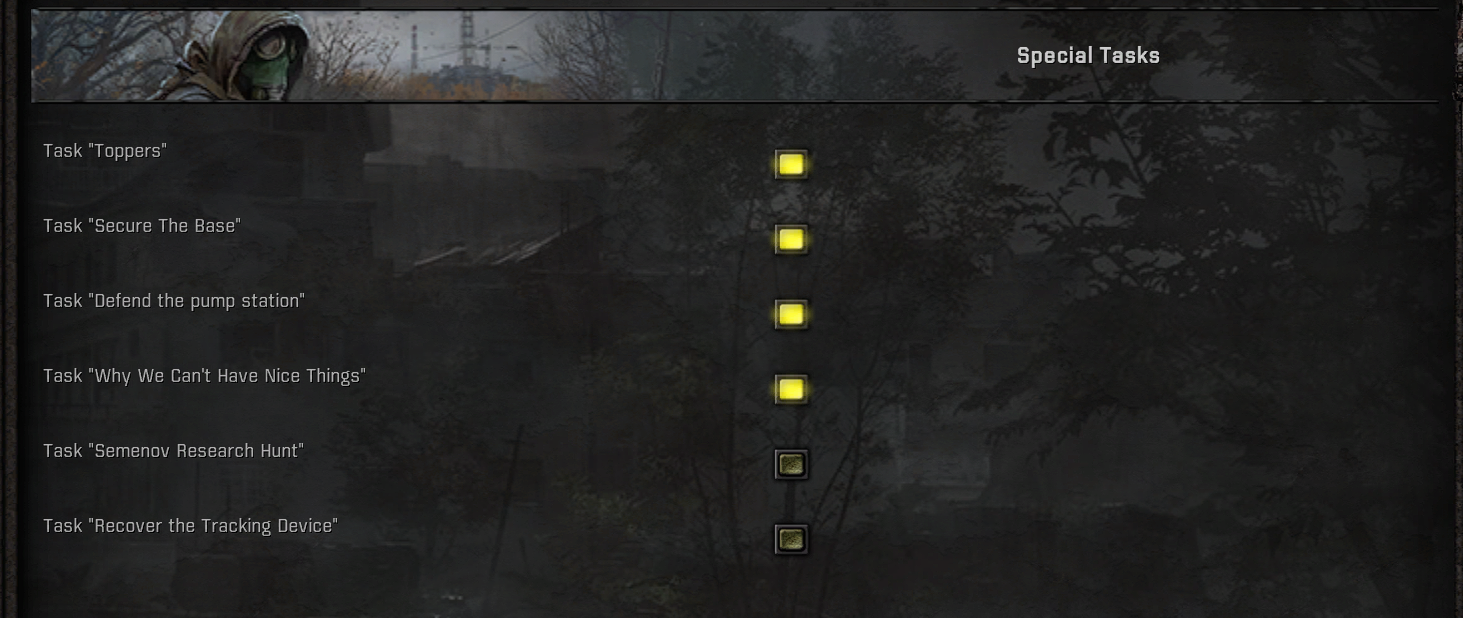 Special Tasks
Task "Toppers"
Task "Secure The Base"
Task "Defend the pump station"
Task "Why We Can't Have Nice Things"
Task "Semenov Research Hunt"
Task "Recover the Tracking Device"